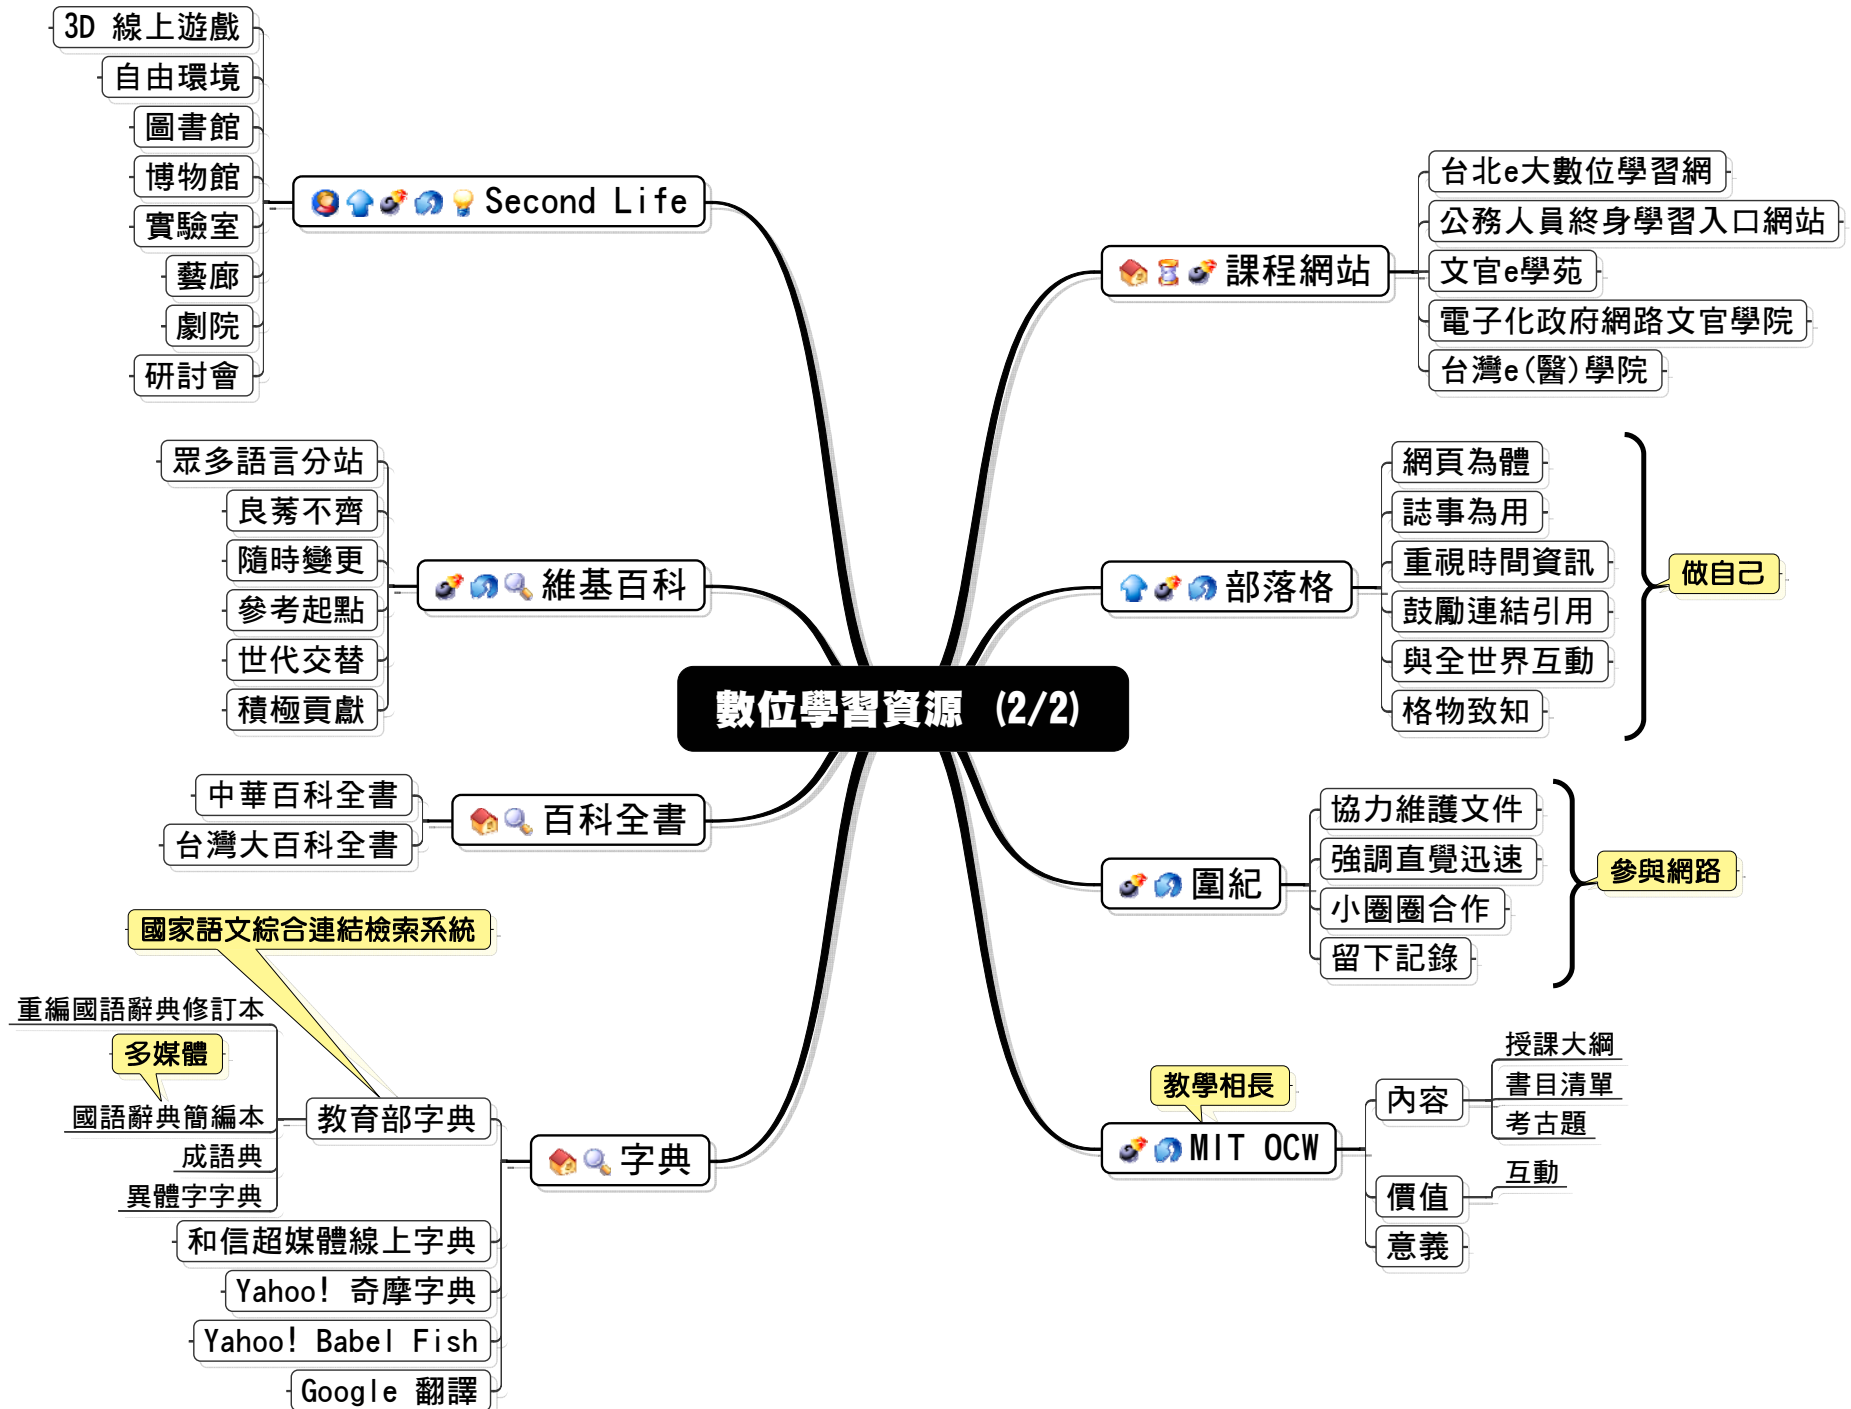 數位學習資源 (2/2)
課程網站
台北e大數位學習網
公務人員終身學習入口網站
文官e學苑
電子化政府網路文官學院
台灣e(醫)學院
部落格
網頁為體
誌事為用
重視時間資訊
鼓勵連結引用
與全世界互動
格物致知
做自己
圍紀
協力維護文件
強調直覺迅速
小圈圈合作
留下記錄
參與網路
教學相長
MIT OCW
內容
授課大綱
書目清單
考古題
價值
互動
意義
Second Life
3D 線上遊戲
自由環境
圖書館
博物館
實驗室
藝廊
劇院
研討會
維基百科
眾多語言分站
良莠不齊
隨時變更
參考起點
世代交替
積極貢獻
百科全書
中華百科全書
台灣大百科全書
字典
國家語文綜合連結檢索系統
教育部字典
重編國語辭典修訂本
多媒體
國語辭典簡編本
成語典
異體字字典
和信超媒體線上字典
Yahoo! 奇摩字典
Yahoo! Babel Fish
Google 翻譯